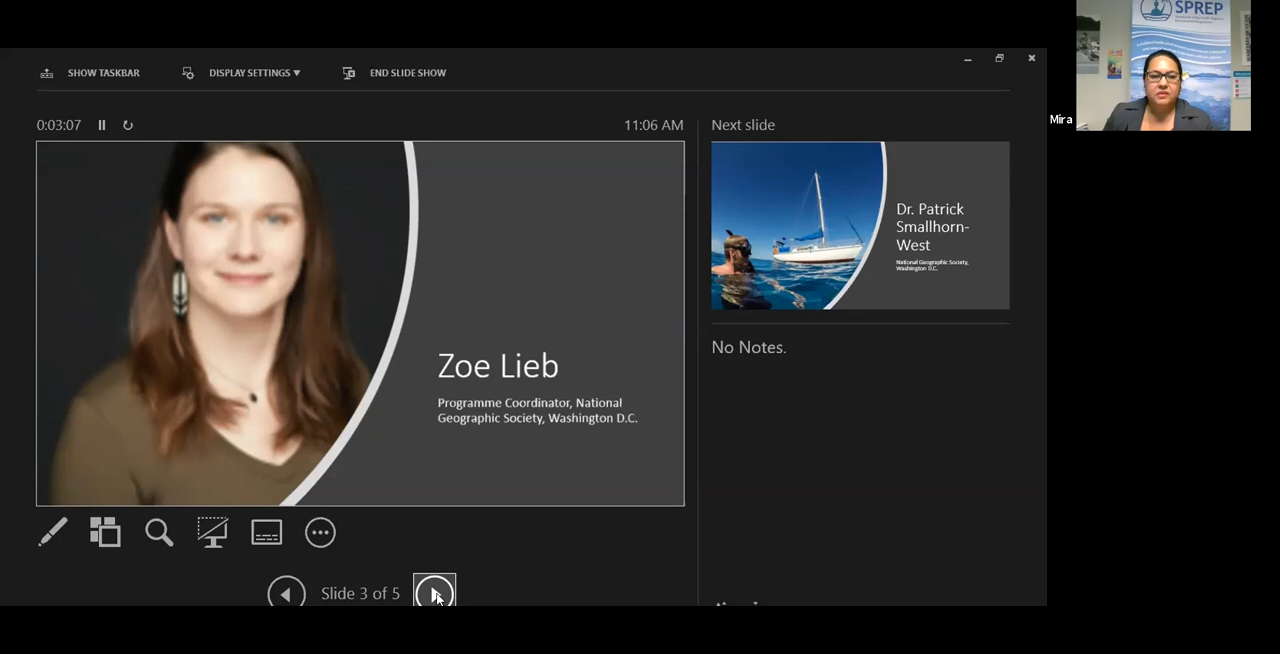 SPREP
SHOW TASKBAR
DISPLAY SETTINGS ▼
END SLIDE SHOW
Mira
0:03:07
11:06 AM
Next slide
Zoe Lieb
Programme Coordinator, National
Geographic Society, Washington D.C.
Dr. Patrick
Smallhorn-
West
National Geographic Society,
Washington D.C.
No Notes.
Slide 3 of 5